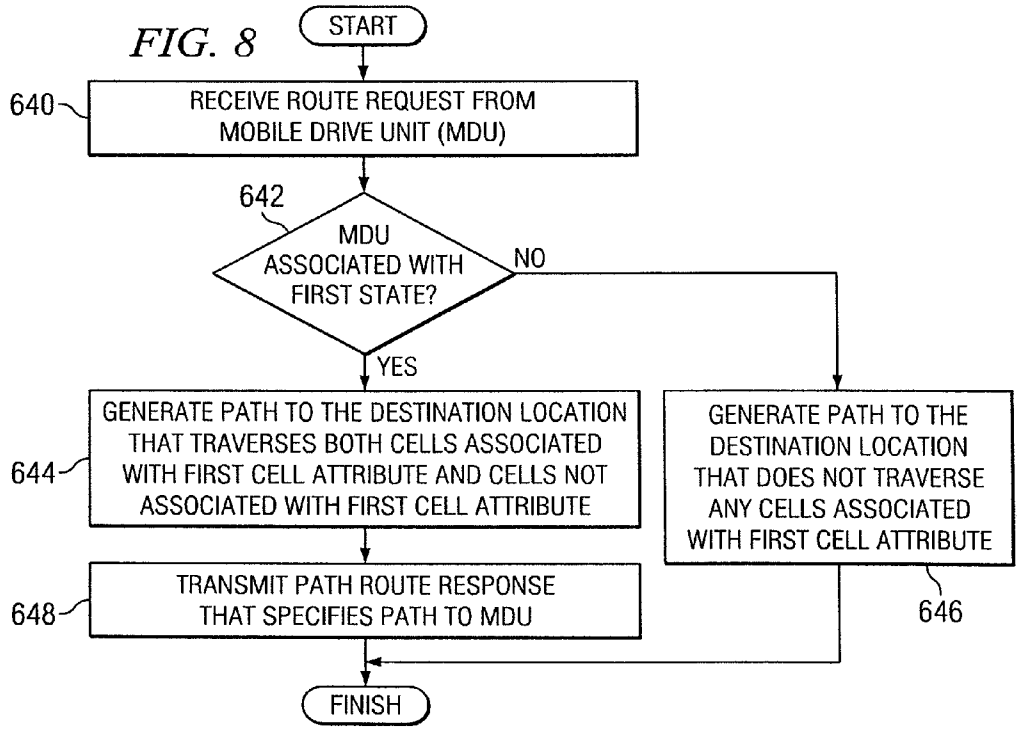 FIG. 8
START
640
RECEIVE ROUTE REQUEST FROM
MOBILE DRIVE UNIT (MDU)
642
MDU
ASSOCIATED WITH
FIRST STATE?
NO
YES
644
GENERATE PATH TO THE DESTINATION LOCATION
THAT TRAVERSES BOTH CELLS ASSOCIATED
WITH FIRST CELL ATTRIBUTE AND CELLS NOT
ASSOCIATED WITH FIRST CELL ATTRIBUTE
GENERATE PATH TO THE
DESTINATION LOCATION
THAT DOES NOT TRAVERSE
ANY CELLS ASSOCIATED
WITH FIRST CELL ATTRIBUTE
646
648
TRANSMIT PATH ROUTE RESPONSE
THAT SPECIFIES PATH TO MDU
FINISH